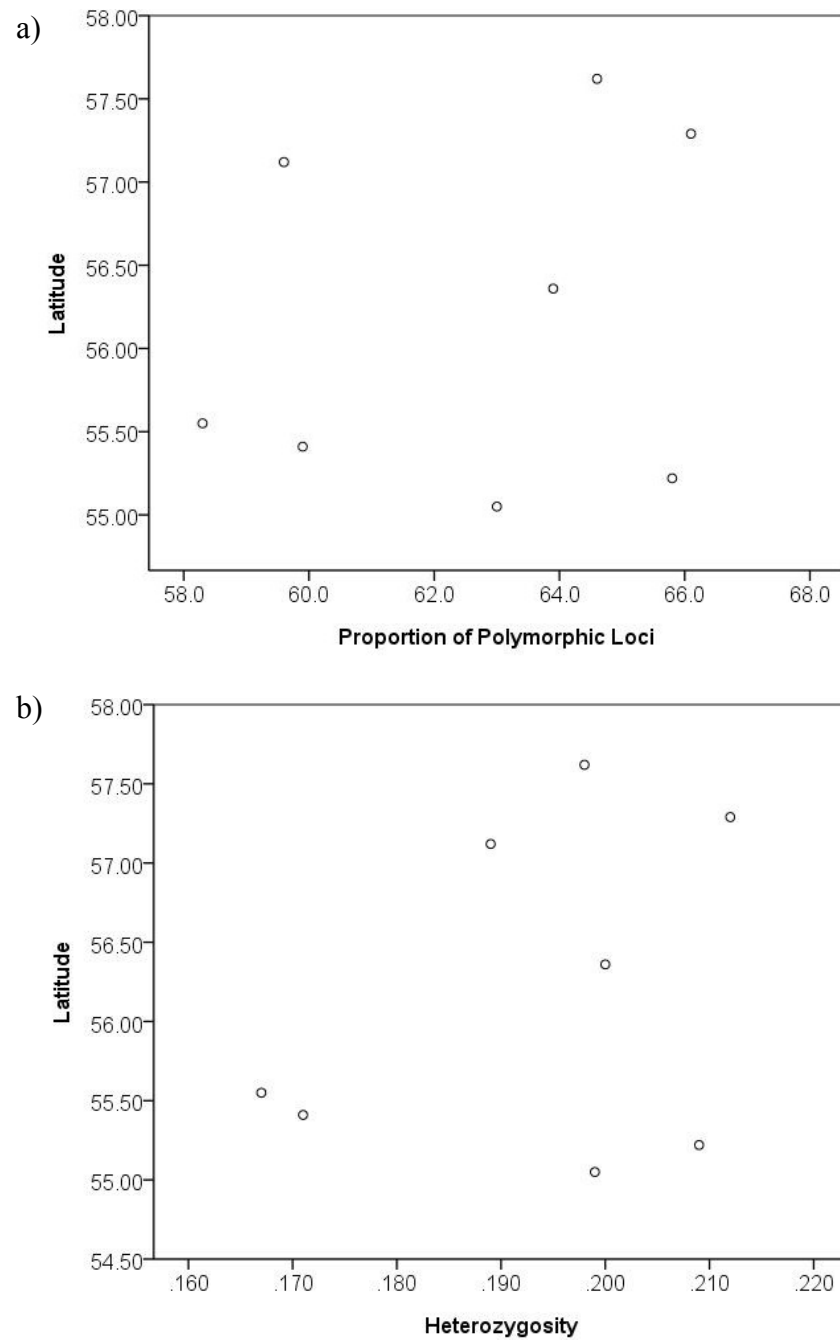 a)
58.00
57.50
57.00
56.50
56.00
55.50
55.00
Latitude
58.0 60.0 62.0 64.0 66.0 68.0
Proportion of Polymorphic Loci
b)
58.00
57.50
57.00
56.50
56.00
55.50
55.00
54.50
Latitude
.160 .170 .180 .190 .200 .210 .220
Heterozygosity